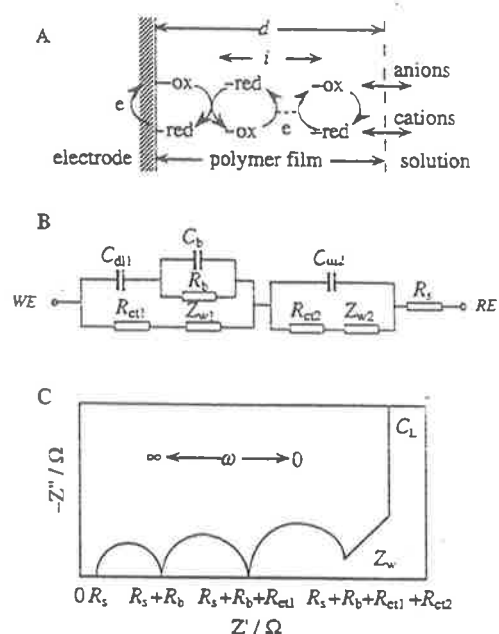 A
d
i
ox red ox anions
e e
red ox red cations
electrode polymer film solution
B
C_dl1 C_b
R_b
WE R_ct1 Z_w1
R_ct2 Z_w2
R_s RE
C
C_L
∞ ω 0
Z_w
-Z''/ Ω
0 R_s R_s + R_b R_s+R_b+R_ct1 R_s+R_b+R_ct1 +R_ct2
Z'/ Ω